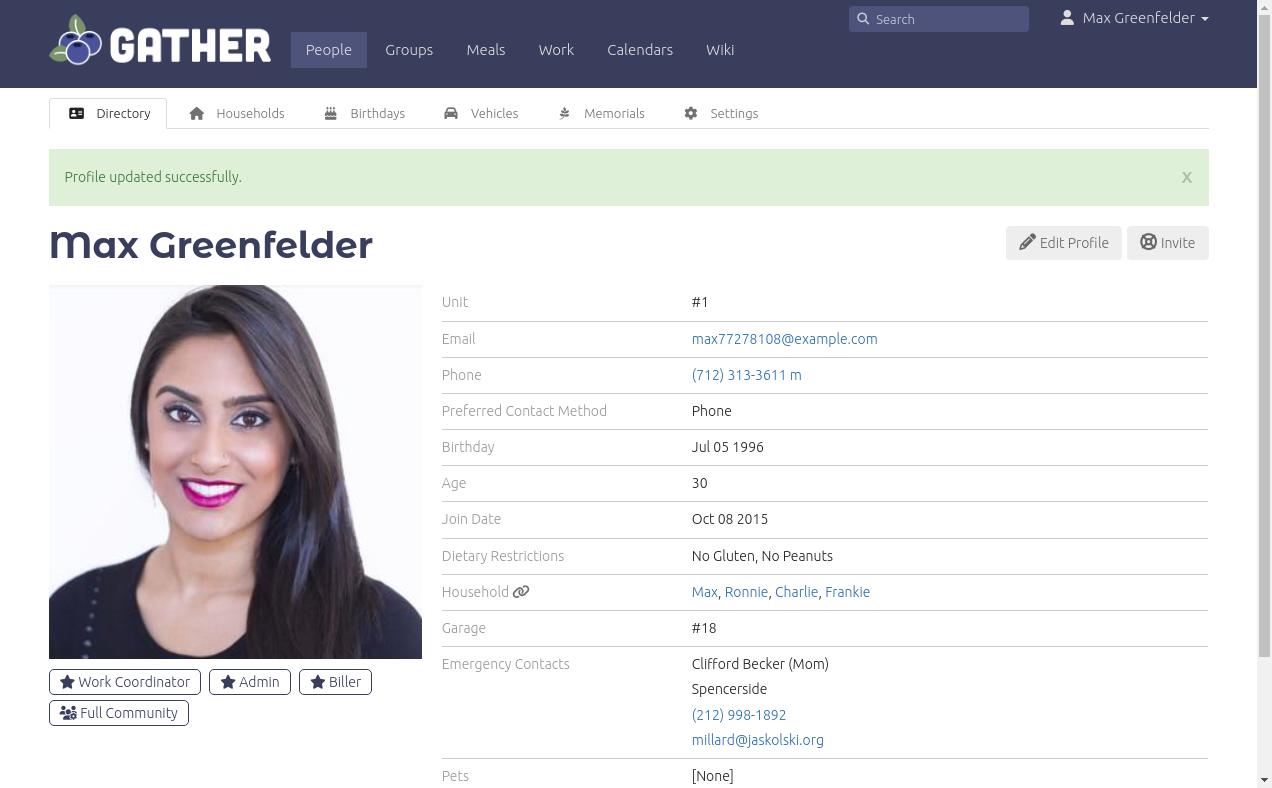 GATHER
People
Groups
Meals
Work
Calendars
Wiki
Search
Max Greenfelder
Directory
Households
Birthdays
Vehicles
Memorials
Settings
Profile updated successfully.
x
Max Greenfelder
Edit Profile
Invite
Unit #1
Email max77278108@example.com
Phone (712) 313-3611 m
Preferred Contact Method Phone
Birthday Jul 05 1996
Age 30
Join Date Oct 08 2015
Dietary Restrictions No Gluten, No Peanuts
Household Max, Ronnie, Charlie, Frankie
Garage #18
Emergency Contacts Clifford Becker (Mom)
Spencerside
(212) 998-1892
millard@jaskolski.org
Pets [None]
Work Coordinator
Admin
Biller
Full Community